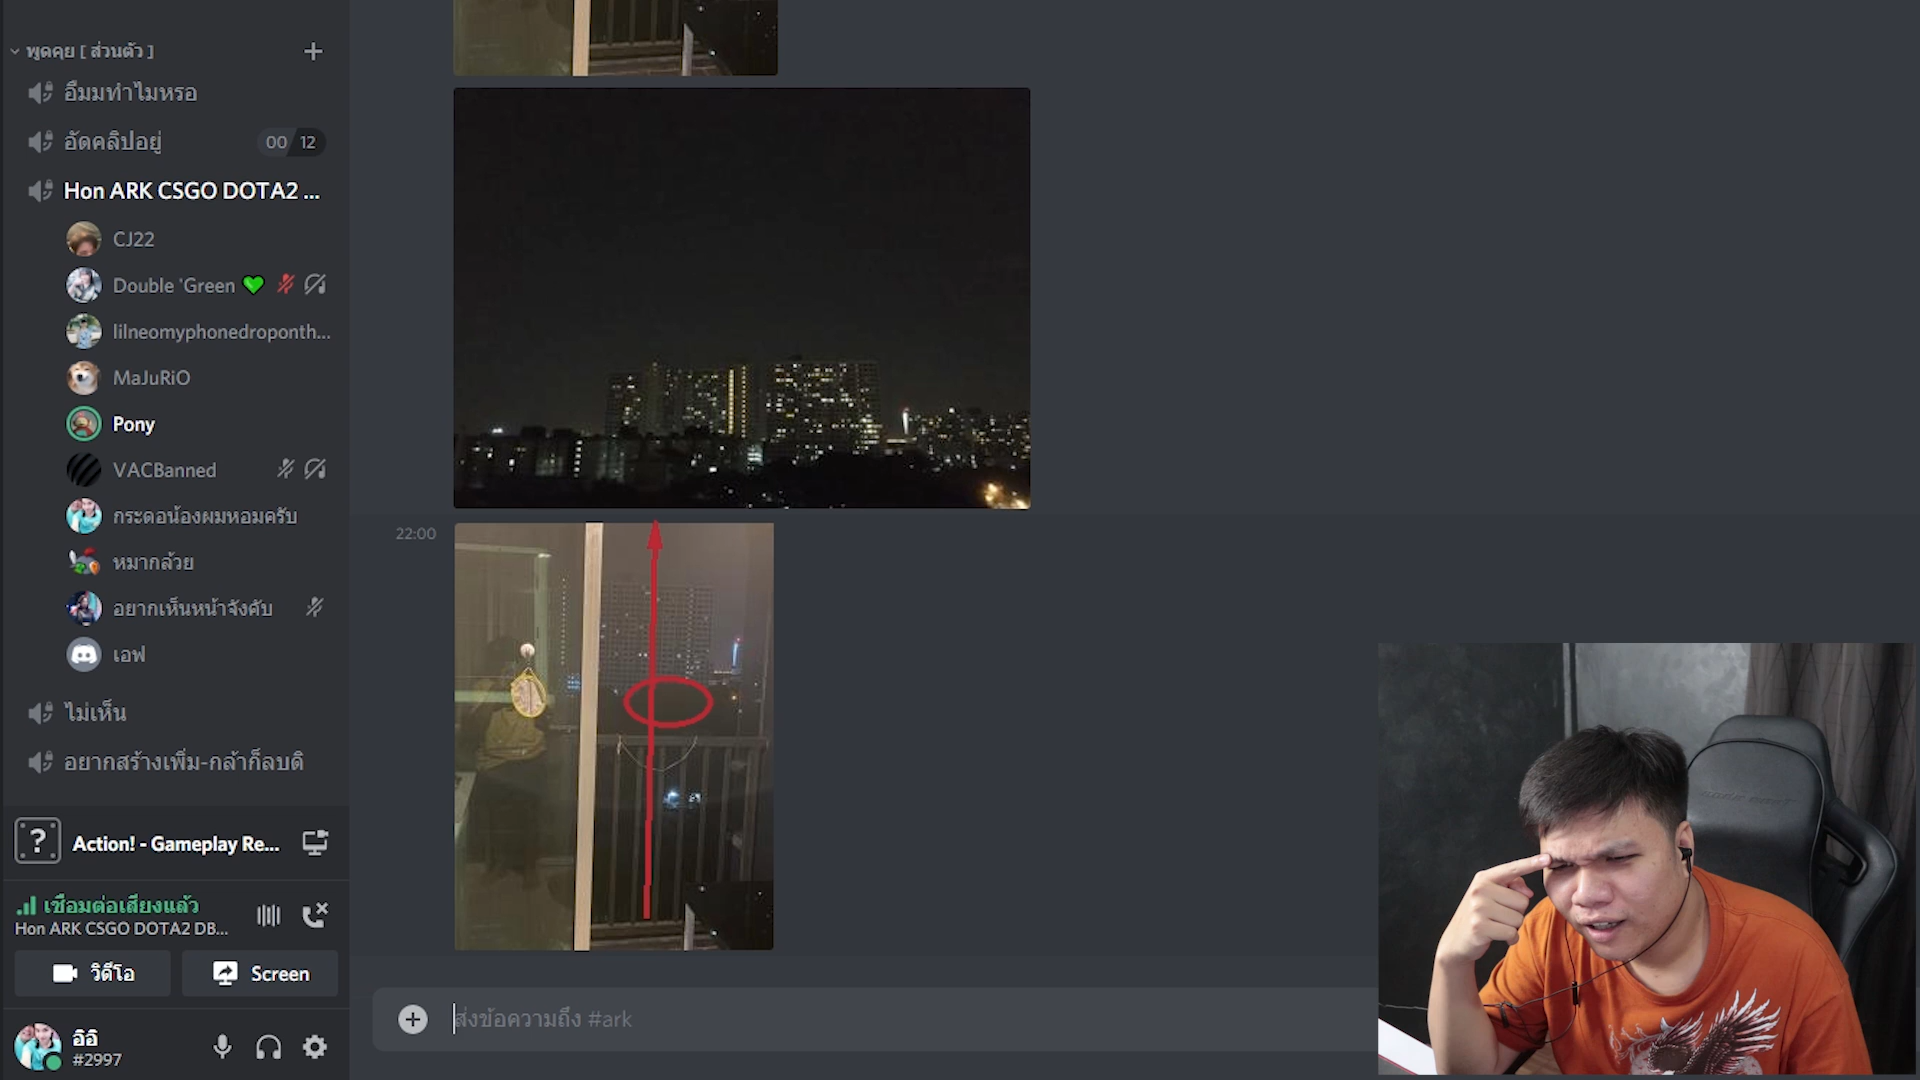 พูดคุย [ ส่วนตัว ]
อืมมทำไมหรอ
อัดคลิปอยู่
00 12
Hon ARK CSGO DOTA2 ...
CJ22
Double 'Green
lilneomyphonedroponth...
MaJuRiO
Pony
VACBanned
กระดอน้องผมหอมครับ
หมากล้วย
อยากเห็นหน้าจังคับ
เอฟ
ไม่เห็น
อยากสร้างเพิ่ม-กล้าก็ลบดิ
Action! - Gameplay Re...
เชื่อมต่อเสียงแล้ว
Hon ARK CSGO DOTA2 DB...
วิดีโอ
Screen
อิอิ
#2997
22:00
ส่งข้อความถึง #ark